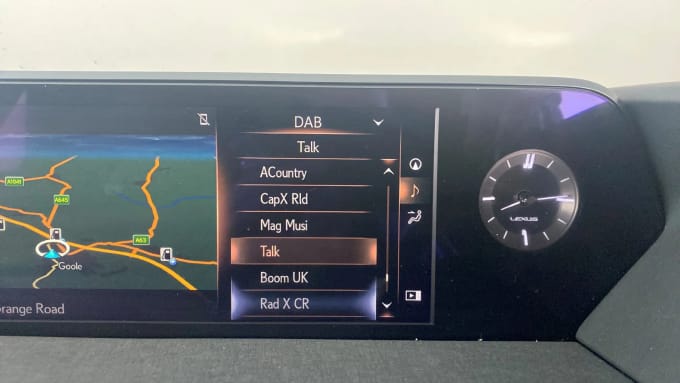 DAB
Talk
ACountry
CapX Rld
Mag Musi
Talk
Boom UK
Rad X CR
A1041
A645
A63
Goole
range Road
LEXUS